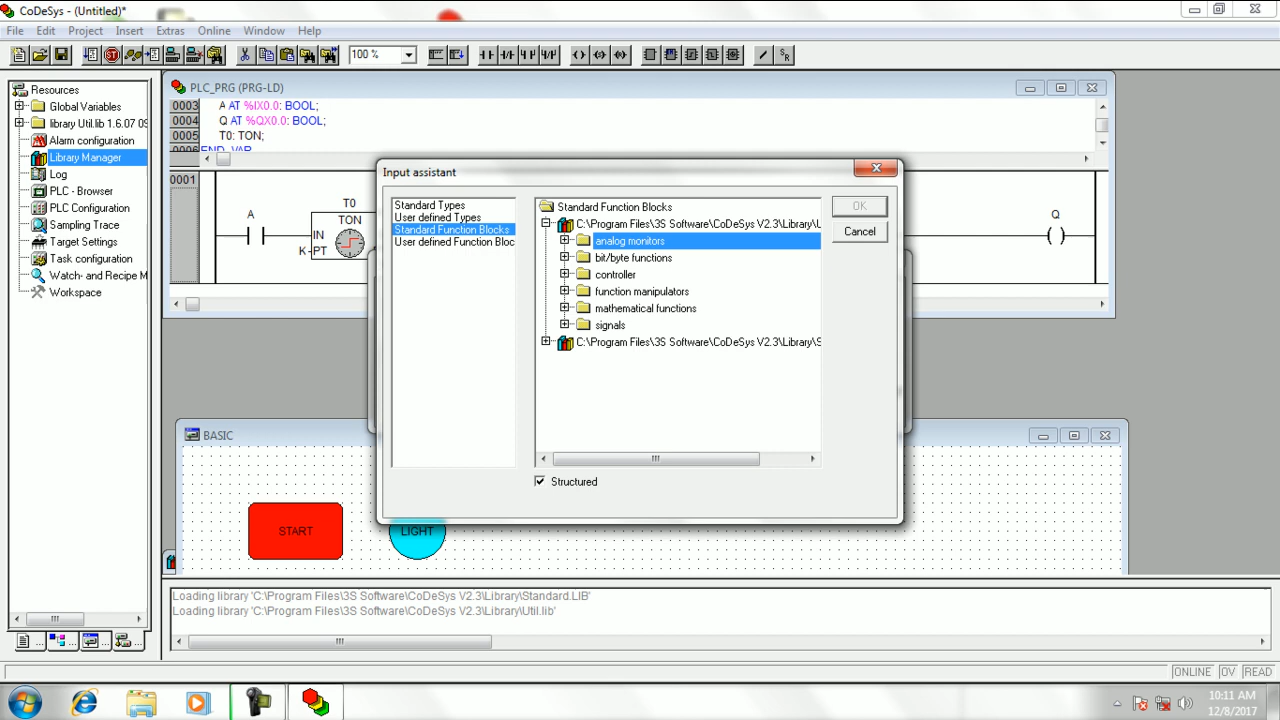 CoDeSys - (Untitled)*
File Edit Project Insert Extras Online Window Help
100 %
Resources
Global Variables
library Util.lib 1.6.07 09
Alarm configuration
Library Manager
Log
PLC - Browser
PLC Configuration
Sampling Trace
Target Settings
Task configuration
Watch- and Recipe M
Workspace
PLC_PRG (PRG-LD)
0003 A AT %IX0.0: BOOL;
0004 Q AT %QX0.0: BOOL;
0005 T0: TON;
END_VAR
0001
A
T0
TON
IN
K PT
Q
Input assistant
Standard Types
User defined Types
Standard Function Blocks
User defined Function Bloc
Standard Function Blocks
C:\Program Files\3S Software\CoDeSys V2.3\Library\U
analog monitors
bit/byte functions
controller
function manipulators
mathematical functions
signals
C:\Program Files\3S Software\CoDeSys V2.3\Library\S
Structured
OK
Cancel
BASIC
START
LIGHT
Loading library 'C:\Program Files\3S Software\CoDeSys V2.3\Library\Standard.LIB'
Loading library 'C:\Program Files\3S Software\CoDeSys V2.3\Library\Util.lib'
ONLINE OV READ
10:11 AM
12/8/2017